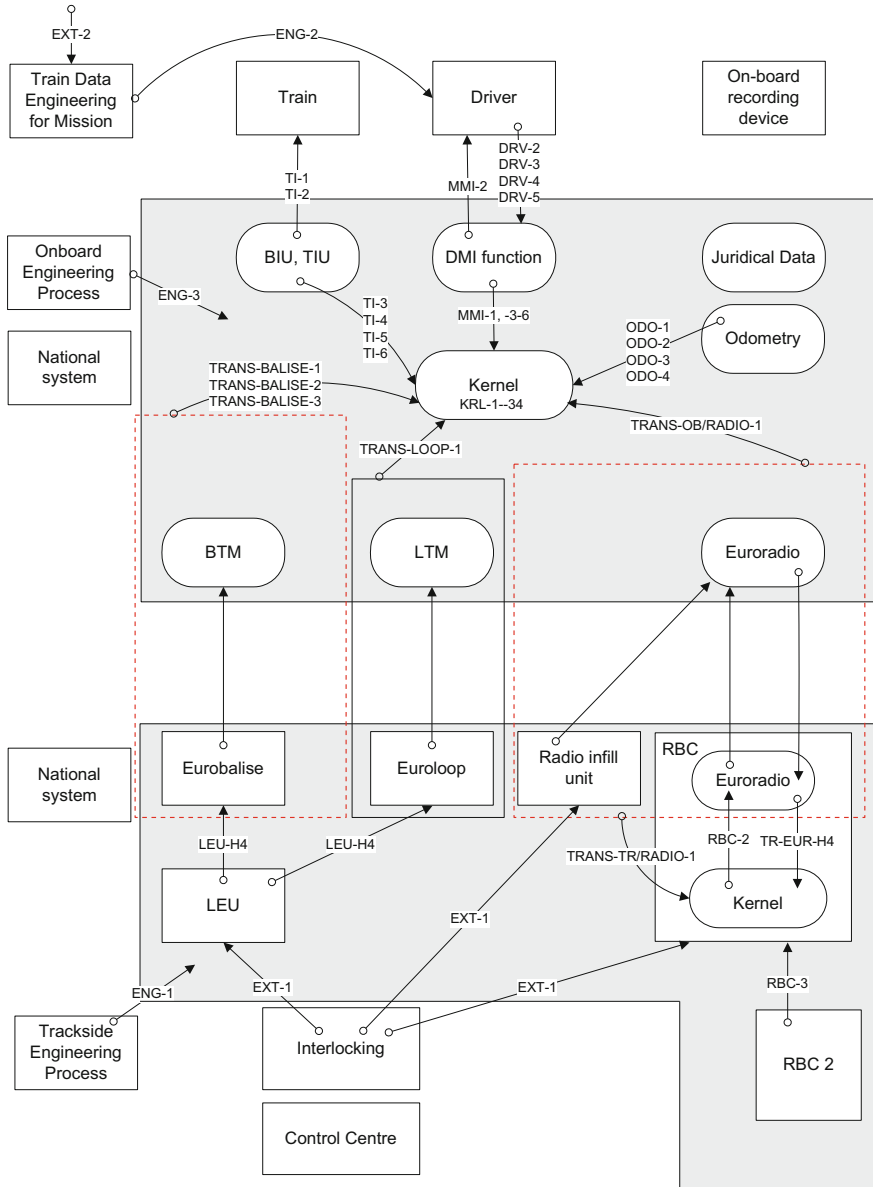 EXT-2
ENG-2
Train Data
Engineering
for Mission
Train
Driver
On-board
recording
device
TI-1
TI-2
MMI-2
DRV-2
DRV-3
DRV-4
DRV-5
Onboard
Engineering
Process
ENG-3
BIU, TIU
DMI function
Juridical Data
TI-3
TI-4
TI-5
TI-6
MMI-1, -3-6
ODO-1
ODO-2
ODO-3
ODO-4
Odometry
National
system
TRANS-BALISE-1
TRANS-BALISE-2
TRANS-BALISE-3
Kernel
KRL-1--34
TRANS-LOOP-1
TRANS-OB/RADIO-1
BTM
LTM
Euroradio
National
system
Eurobalise
Euroloop
Radio infill
unit
RBC
Euroradio
LEU-H4
LEU-H4
TRANS-TR/RADIO-1
RBC-2
TR-EUR-H4
LEU
Kernel
EXT-1
ENG-1
EXT-1
EXT-1
RBC-3
Trackside
Engineering
Process
Interlocking
RBC 2
Control Centre